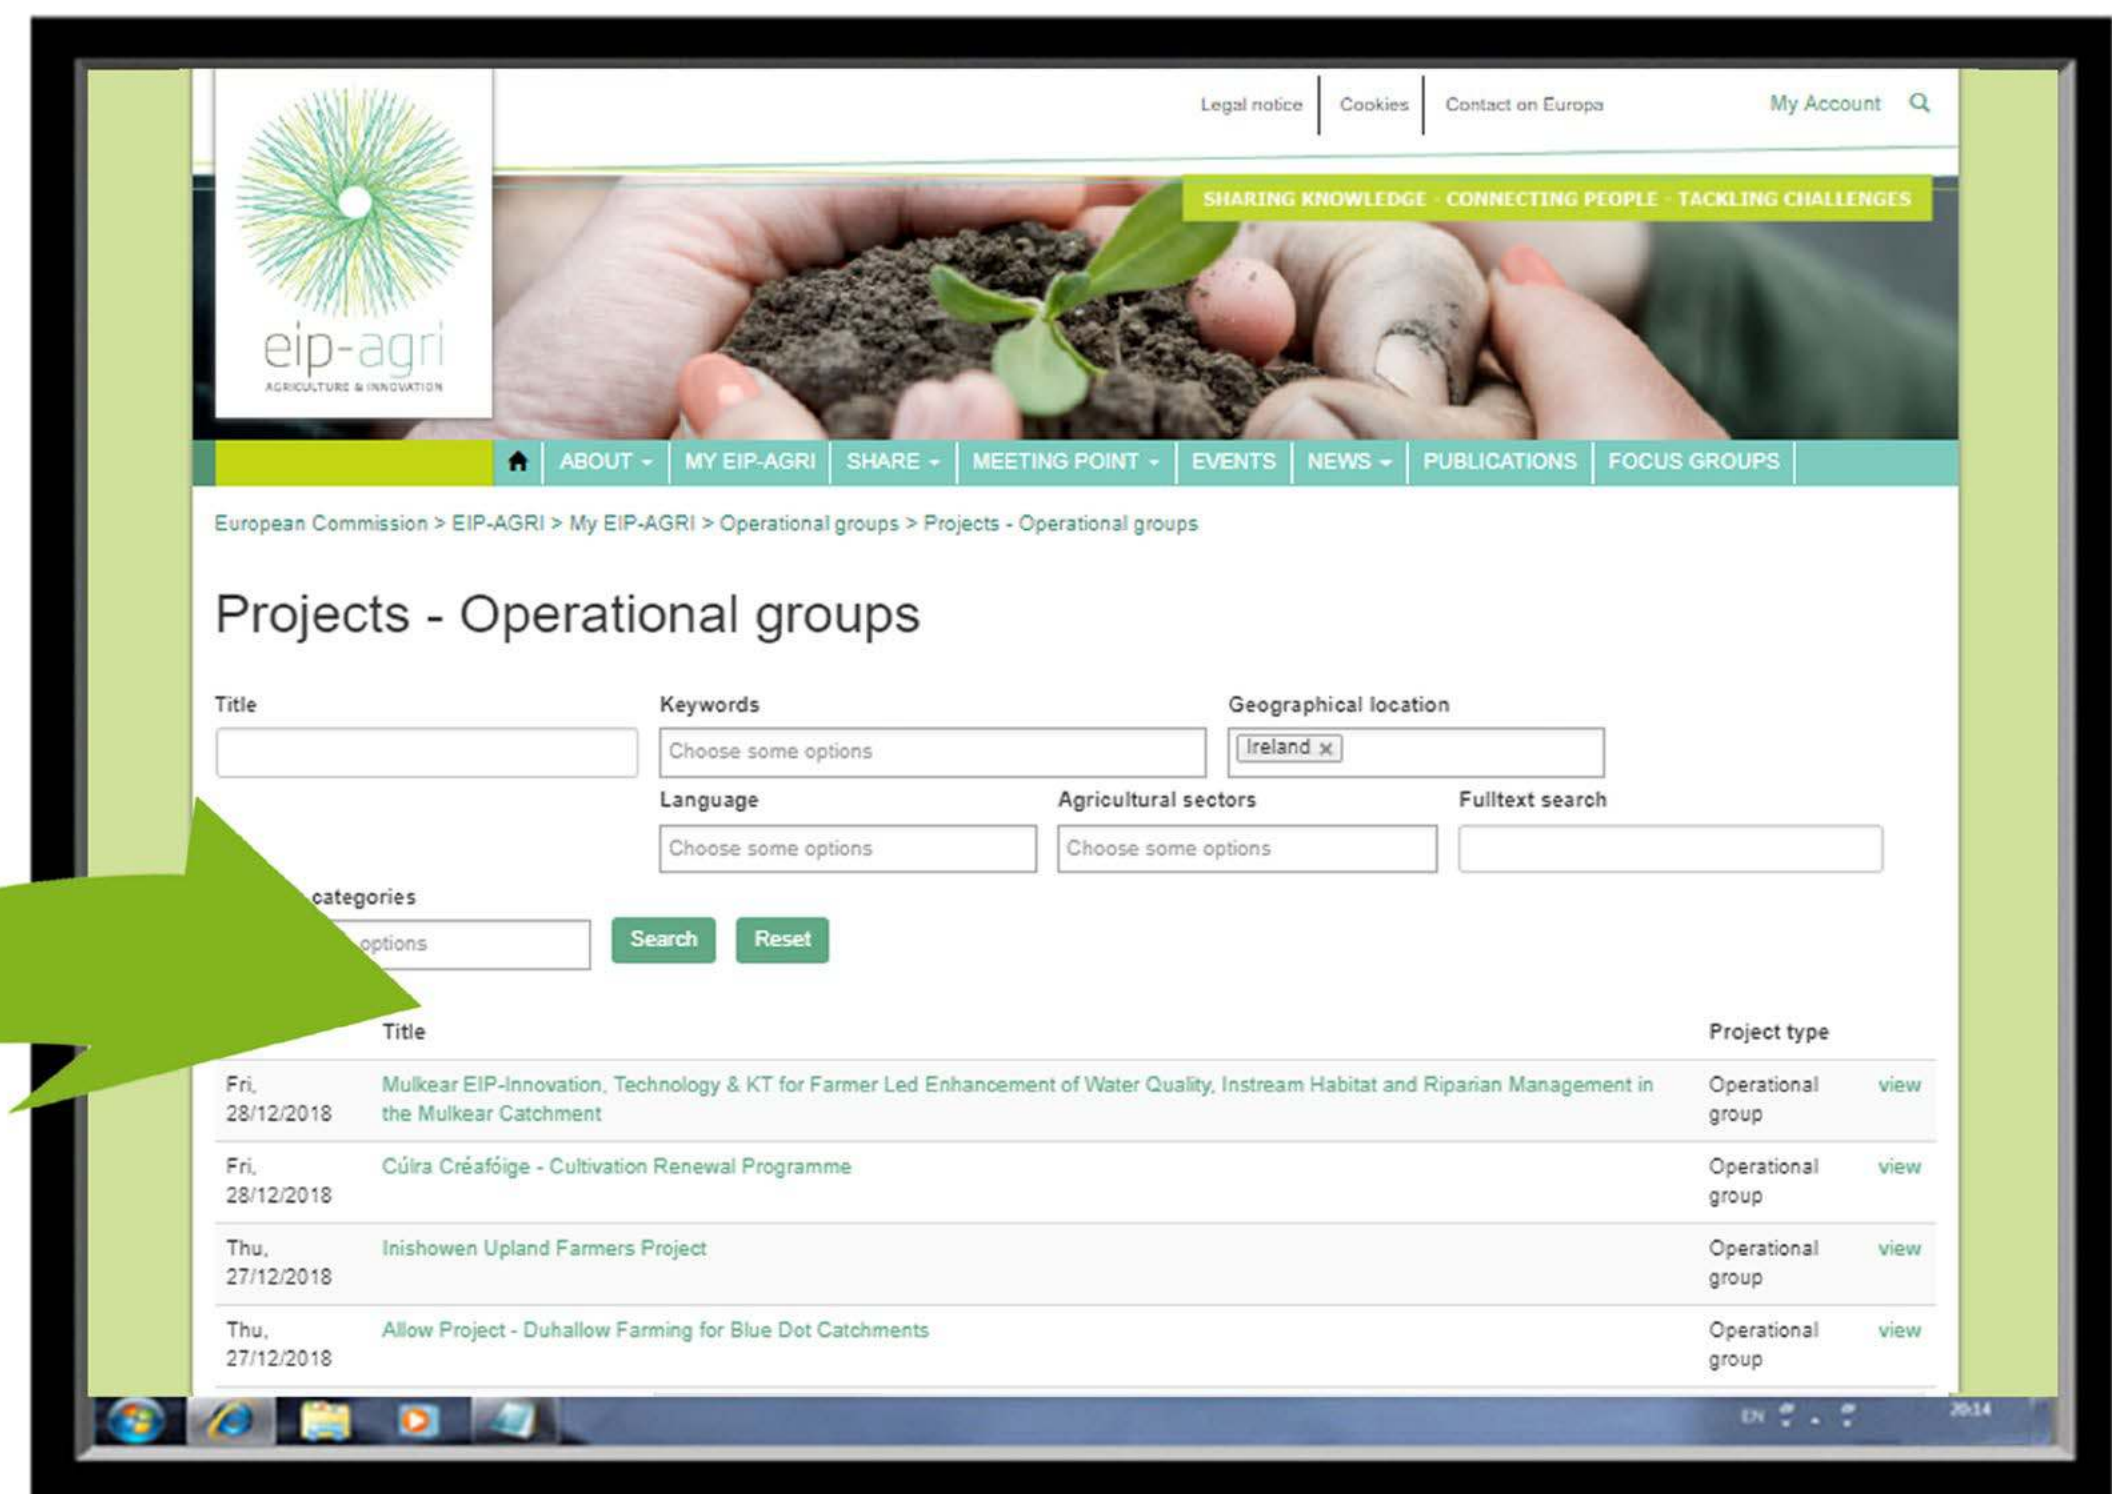 Legal notice
Cookies
Contact on Europa
My Account
SHARING KNOWLEDGE - CONNECTING PEOPLE - TACKLING CHALLENGES
eip-agri
AGRICULTURE & INNOVATION
ABOUT
MY EIP-AGRI
SHARE
MEETING POINT
EVENTS
NEWS
PUBLICATIONS
FOCUS GROUPS
European Commission > EIP-AGRI > My EIP-AGRI > Operational groups > Projects - Operational groups
Projects - Operational groups
Title
Keywords
Geographical location
Choose some options
Ireland x
Language
Agricultural sectors
Fulltext search
Choose some options
Choose some options
categories
options
Search
Reset
Title
Project type
Fri,
28/12/2018
Mulkear EIP-Innovation, Technology & KT for Farmer Led Enhancement of Water Quality, Instream Habitat and Riparian Management in
the Mulkear Catchment
Operational
group
view
Fri,
28/12/2018
Cúlra Créafóige - Cultivation Renewal Programme
Operational
group
view
Thu,
27/12/2018
Inishowen Upland Farmers Project
Operational
group
view
Thu,
27/12/2018
Allow Project - Duhallow Farming for Blue Dot Catchments
Operational
group
view
EN
20:14